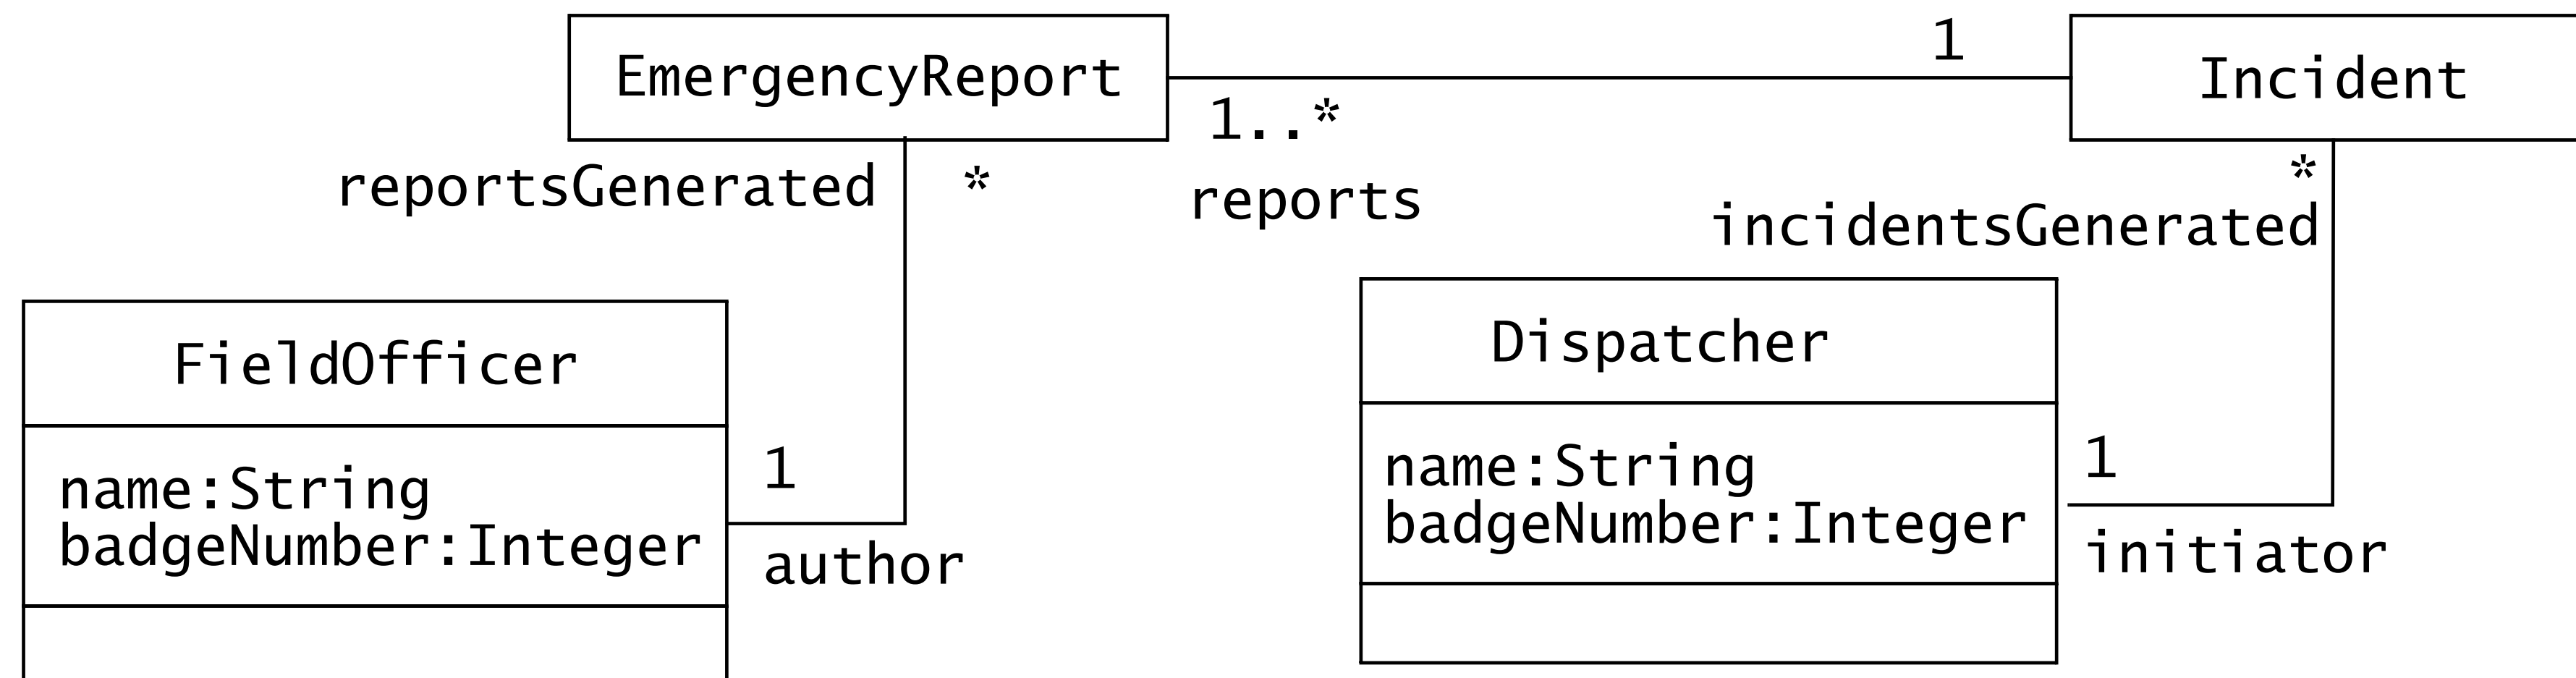 EmergencyReport
1
Incident
1..*
reportsGenerated *
reports
*
incidentsGenerated
FieldOfficer
name:String
badgeNumber:Integer
1
author
Dispatcher
name:String
badgeNumber:Integer
1
initiator